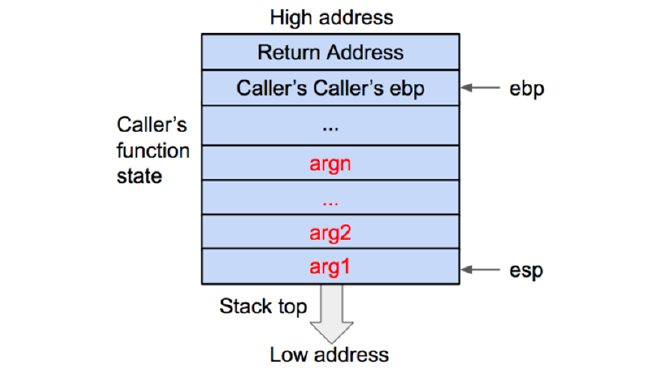 High address
Return Address
Caller's Caller's ebp
ebp
...
Caller's
function
state
argn
...
arg2
arg1
esp
Stack top
Low address